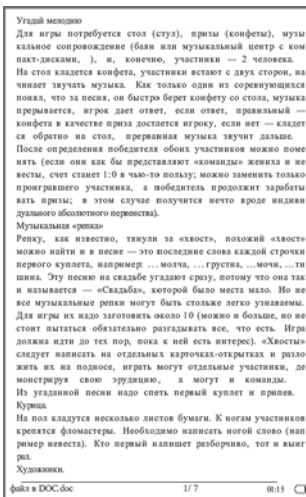 Угадай мелодию
Для игры потребуется стол (стул), призы (конфеты), музы
кальное сопровождение (баян или музыкальный центр с ком
пакт-дисками, ), и, конечно, участники — 2 человека.
На стол кладется конфета, участники встают с двух сторон, на
чинает звучать музыка. Как только один из соревнующихся
понял, что за песня, он быстро берет конфету со стола, музыка
прерывается, игрок дает ответ, если ответ, правильный —
конфета в качестве приза достается игроку, если нет — кладет
ся обратно на стол, прерванная музыка звучит дальше.
После определения победителя обоих участников можно поме
нять (если они как бы представляют «команды» жениха и не
весты, счет станет 1:0 в чью-то пользу; можно заменить только
проигравшего участника, а победитель продолжит зарабаты
вать призы; в этом случае получится нечто вроде индиви
дуального абсолютного первенства).
Музыкальная «репка»
Репку, как известно, тянули за «хвост», похожий «хвост»
можно найти и в песне — это последние слова каждой строчки
первого куплета, например: ... молча, ... грустна, ...мочи, ...ти
шина. Эту песню на свадьбе угадают сразу, потому что она так
и называется — «Свадьба», которой было места мало. Но не
все музыкальные репки могут быть столь же легко узнаваемы.
Для игры их надо заготовить около 10 (можно и больше, но не
стоит пытаться обязательно разгадывать все, что есть. Игра
должна идти до тех пор, пока к ней есть интерес). «Хвосты»
следует написать на отдельных карточках-открытках и разло
жить их на подносе, играть могут отдельные участники, де
монстрируя свою эрудицию, а могут и команды.
Из угаданной песни надо спеть первый куплет и припев.
Курица.
На пол кладутся несколько листов бумаги. К ногам участников
крепятся фломастеры. Необходимо написать ногой слова (нап
ример невеста). Кто первый напишет разборчиво, тот и выиг
рал.
Художники.
файл в DOC.doc 1/ 7 01:15